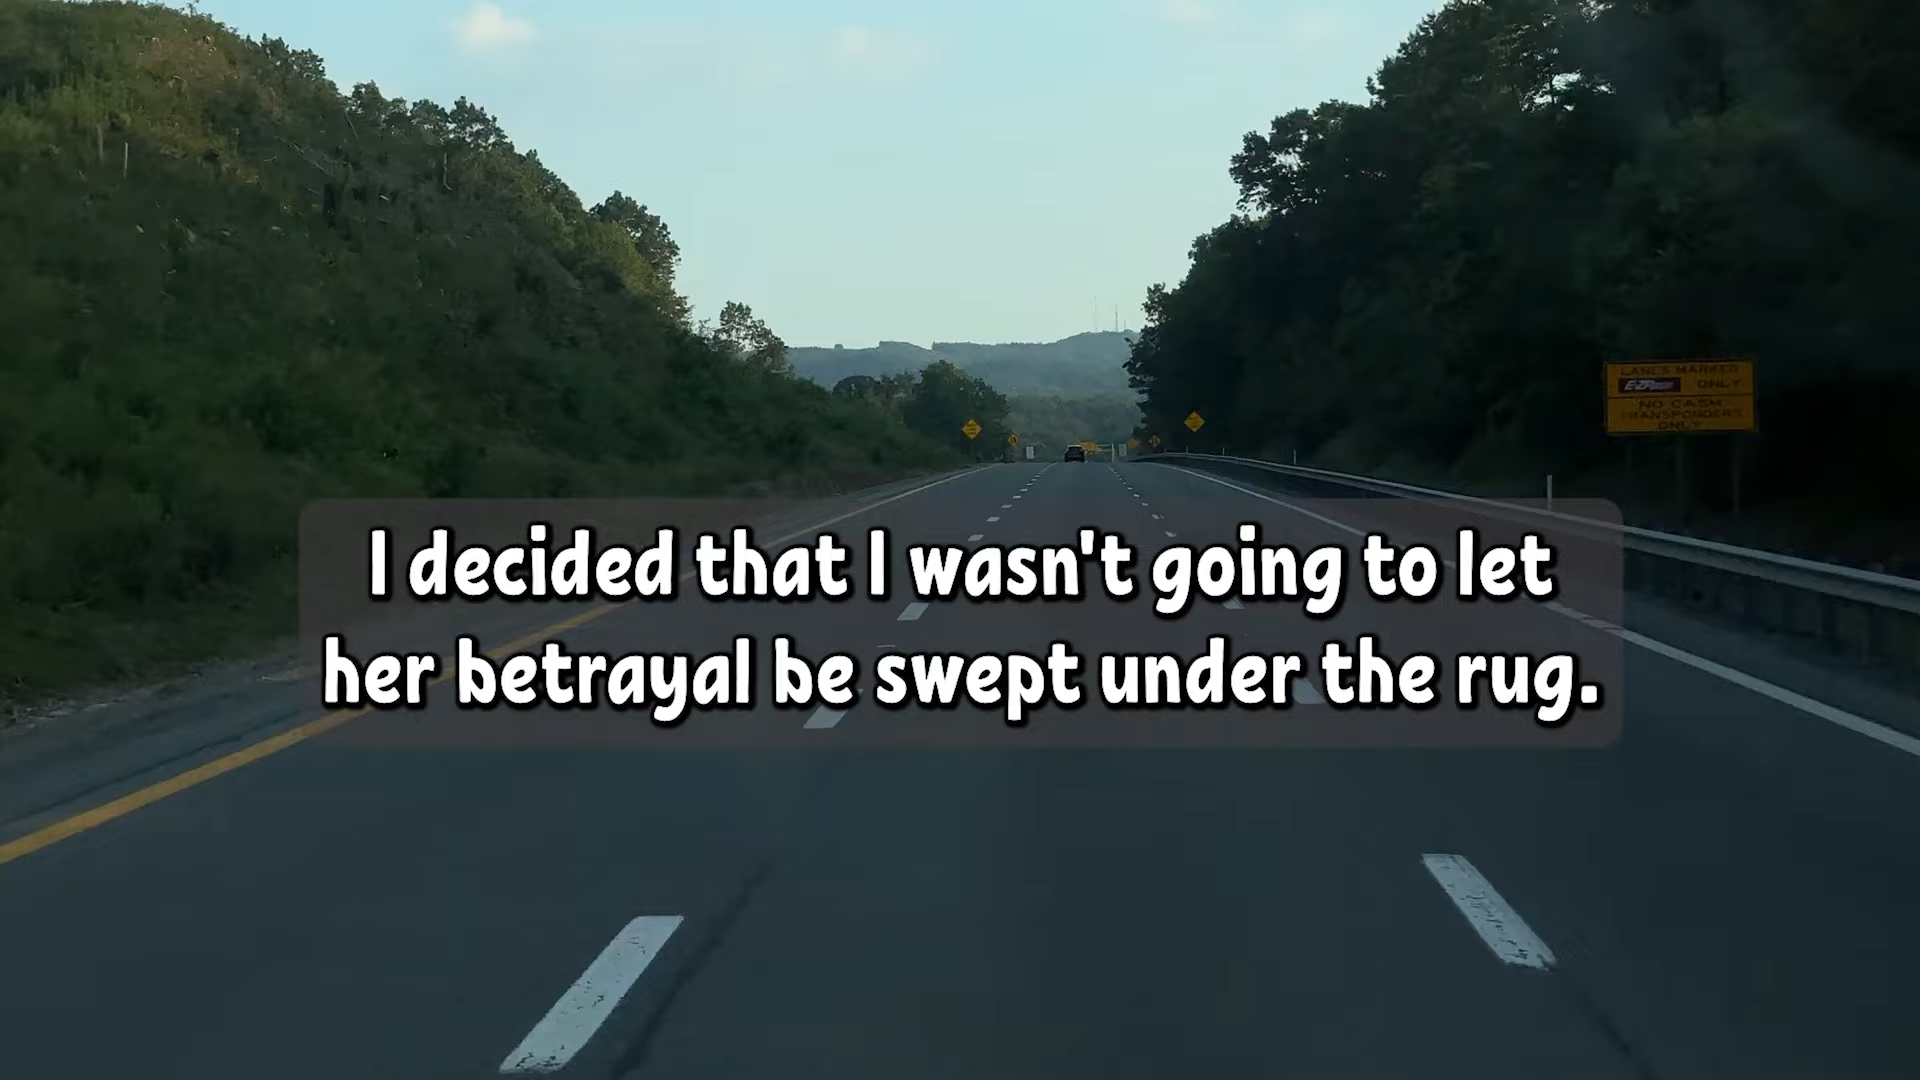 LANES MARKED
E-ZPass ONLY
NO CASH
TRANSPONDERS
ONLY
I decided that I wasn't going to let
her betrayal be swept under the rug.